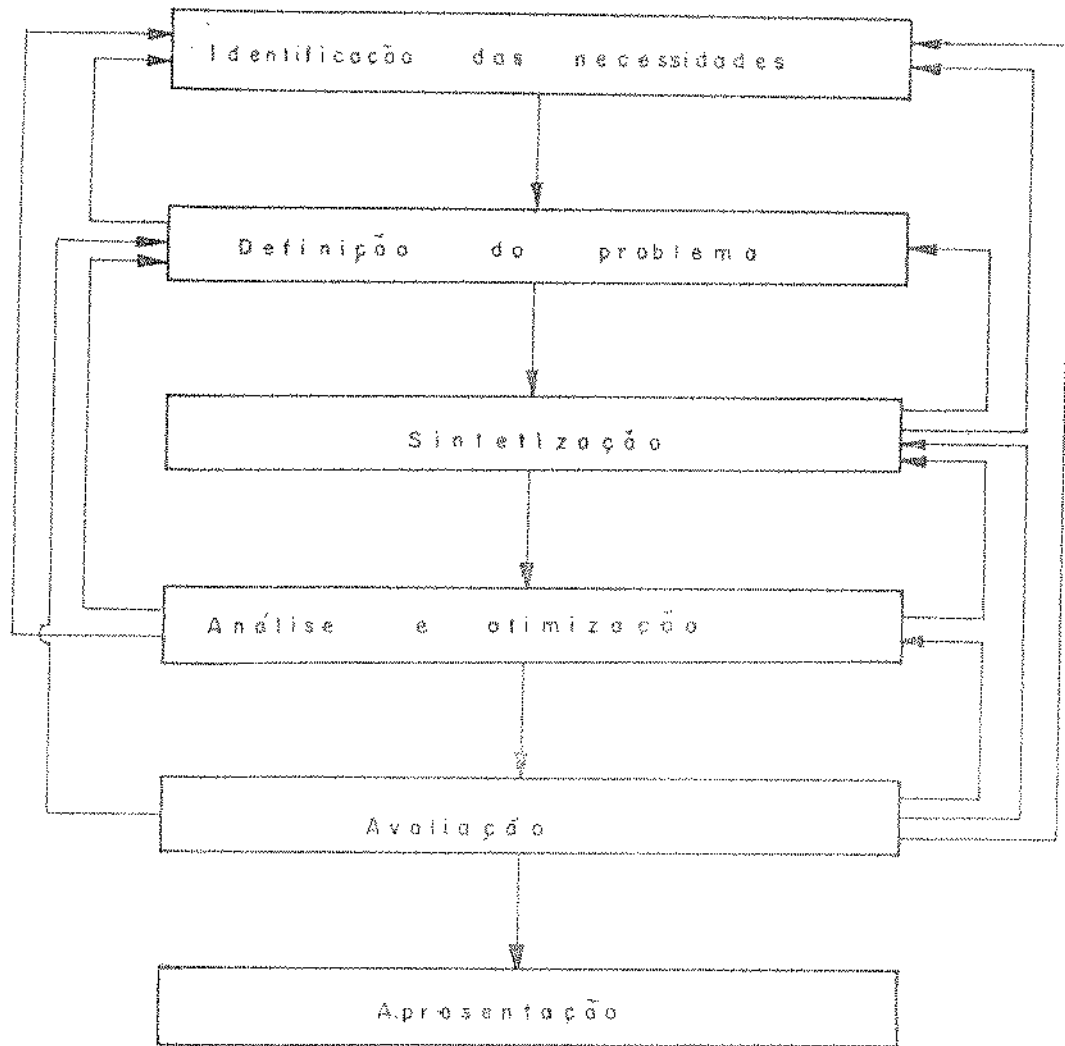 Identificação das necessidades
Definição do problema
Sintetização
Análise e otimização
Avaliação
Apresentação